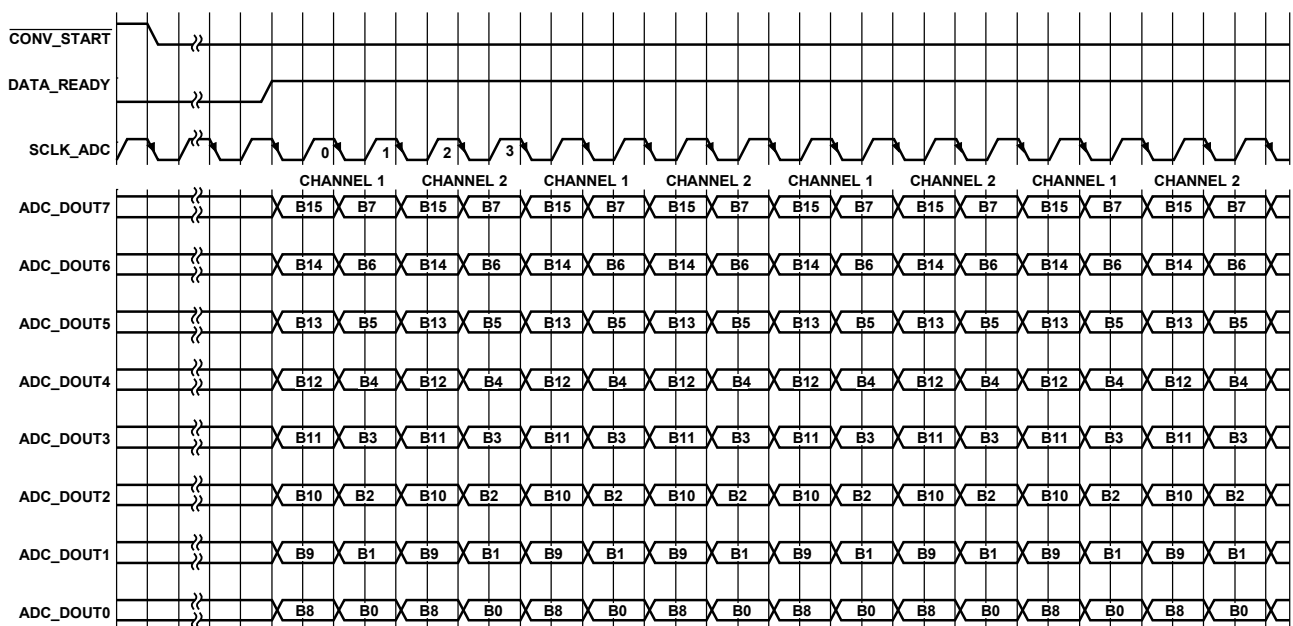 CONV_START
DATA_READY
SCLK_ADC 0 1 2 3
CHANNEL 1 CHANNEL 2 CHANNEL 1 CHANNEL 2 CHANNEL 1 CHANNEL 2 CHANNEL 1 CHANNEL 2
ADC_DOUT7 B15 B7 B15 B7 B15 B7 B15 B7 B15 B7 B15 B7 B15 B7 B15 B7
ADC_DOUT6 B14 B6 B14 B6 B14 B6 B14 B6 B14 B6 B14 B6 B14 B6 B14 B6
ADC_DOUT5 B13 B5 B13 B5 B13 B5 B13 B5 B13 B5 B13 B5 B13 B5 B13 B5
ADC_DOUT4 B12 B4 B12 B4 B12 B4 B12 B4 B12 B4 B12 B4 B12 B4 B12 B4
ADC_DOUT3 B11 B3 B11 B3 B11 B3 B11 B3 B11 B3 B11 B3 B11 B3 B11 B3
ADC_DOUT2 B10 B2 B10 B2 B10 B2 B10 B2 B10 B2 B10 B2 B10 B2 B10 B2
ADC_DOUT1 B9 B1 B9 B1 B9 B1 B9 B1 B9 B1 B9 B1 B9 B1 B9 B1
ADC_DOUT0 B8 B0 B8 B0 B8 B0 B8 B0 B8 B0 B8 B0 B8 B0 B8 B0